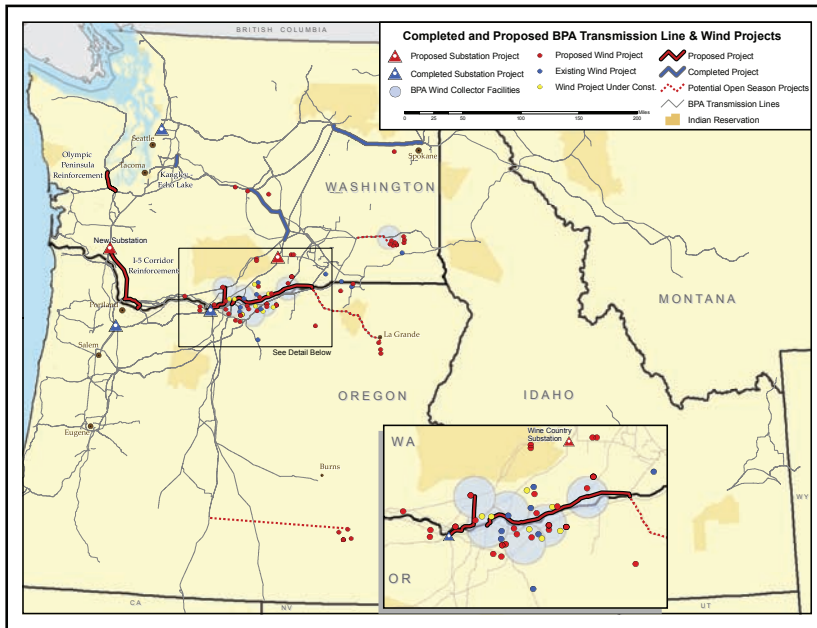 BRITISH COLUMBIA
Completed and Proposed BPA Transmission Line & Wind Projects
Proposed Substation Project
Completed Substation Project
BPA Wind Collector Facilities
Proposed Wind Project
Existing Wind Project
Wind Project Under Const.
Proposed Project
Completed Project
Potential Open Season Projects
BPA Transmission Lines
Indian Reservation
0 50 100 150 200
Miles
Seattle
Olympic
Peninsula
Reinforcement
Tacoma
Kangley -
Echo Lake
Spokane
WASHINGTON
New Substation
I-5 Corridor
Reinforcement
MONTANA
Portland
La Grande
Salem
See Detail Below
OREGON
IDAHO
Eugene
Burns
WA
Wine Country
Substation
WY
OR
CA
NV
UT